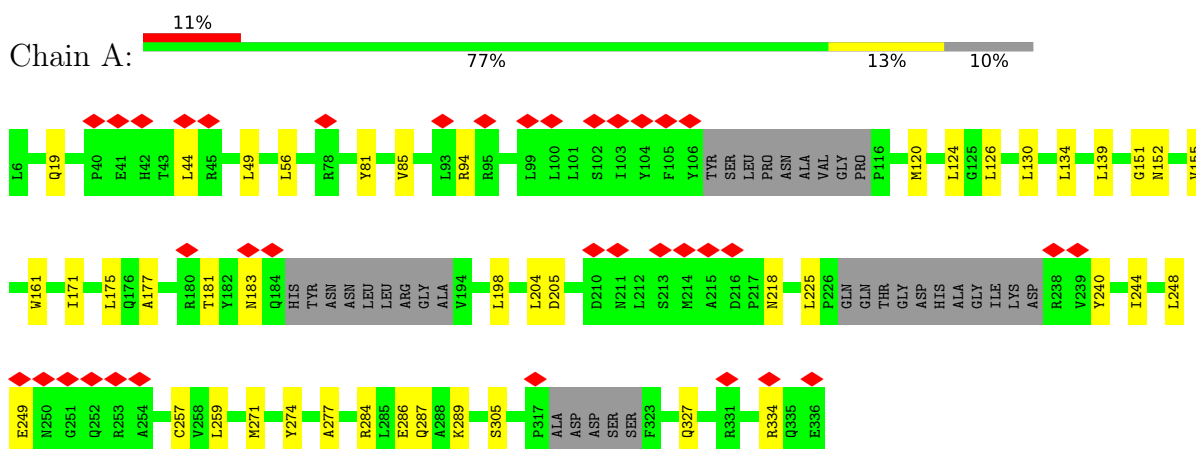 11%
Chain A:
77% 13% 10%
L6 Q19 P40 E41 H42 T43 L44 R45 L49 L56 R78 Y81 V85 L93 R94 R95 L99 L100 L101 S102 I103 Y104 F105 Y106 TYR SER LEU PRO ASN ALA VAL GLY PRO P116 M120 L124 G125 L126 L130 L134 L139 G151 N152 V155
W161 I171 L175 Q176 A177 R180 T181 Y182 N183 Q184 HIS TYR ASN ASN LEU LEU ARG GLY ALA V194 L198 L204 D205 D210 N211 L212 S213 M214 A215 D216 P217 N218 L225 P226 GLN GLN THR GLY ASP HIS ALA GLY ILE LYS ASP R238 V239 Y240 I244 L248
E249 N250 G251 Q252 R253 A254 C257 V258 L259 M271 Y274 A277 R284 L285 E286 Q287 A288 K289 S305 P317 ALA ASP ASP SER SER F323 Q327 R331 R334 Q335 E336